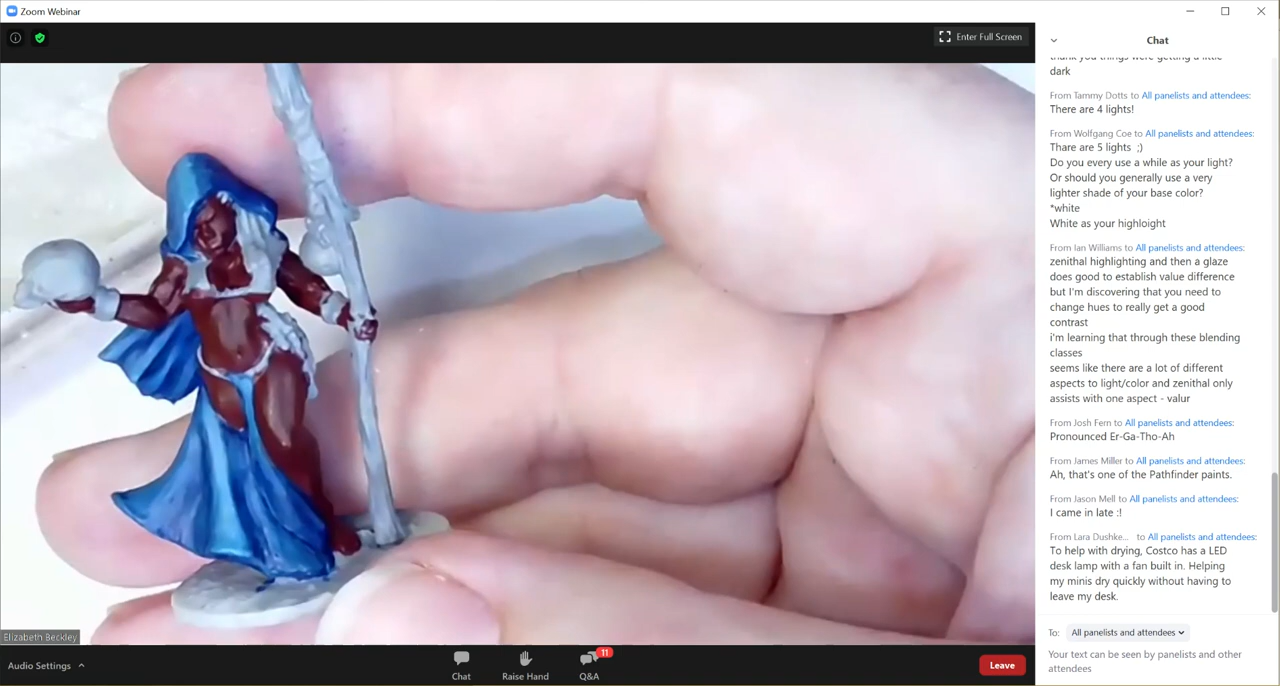 Zoom Webinar
Enter Full Screen
Chat
thank you things were getting a little
dark
From Tammy Dotts to All panelists and attendees:
There are 4 lights!
From Wolfgang Coe to All panelists and attendees:
Thare are 5 lights ;)
Do you every use a while as your light?
Or should you generally use a very
lighter shade of your base color?
*white
White as your highloight
From Ian Williams to All panelists and attendees:
zenithal highlighting and then a glaze
does good to establish value difference
but I'm discovering that you need to
change hues to really get a good
contrast
i'm learning that through these blending
classes
seems like there are a lot of different
aspects to light/color and zenithal only
assists with one aspect - valur
From Josh Fern to All panelists and attendees:
Pronounced Er-Ga-Tho-Ah
From James Miller to All panelists and attendees:
Ah, that's one of the Pathfinder paints.
From Jason Mell to All panelists and attendees:
I came in late :!
From Lara Dushke... to All panelists and attendees:
To help with drying, Costco has a LED
desk lamp with a fan built in. Helping
my minis dry quickly without having to
leave my desk.
To: All panelists and attendees
Your text can be seen by panelists and other
attendees
Elizabeth Beckley
Audio Settings
Chat
Raise Hand
11
Q&A
Leave